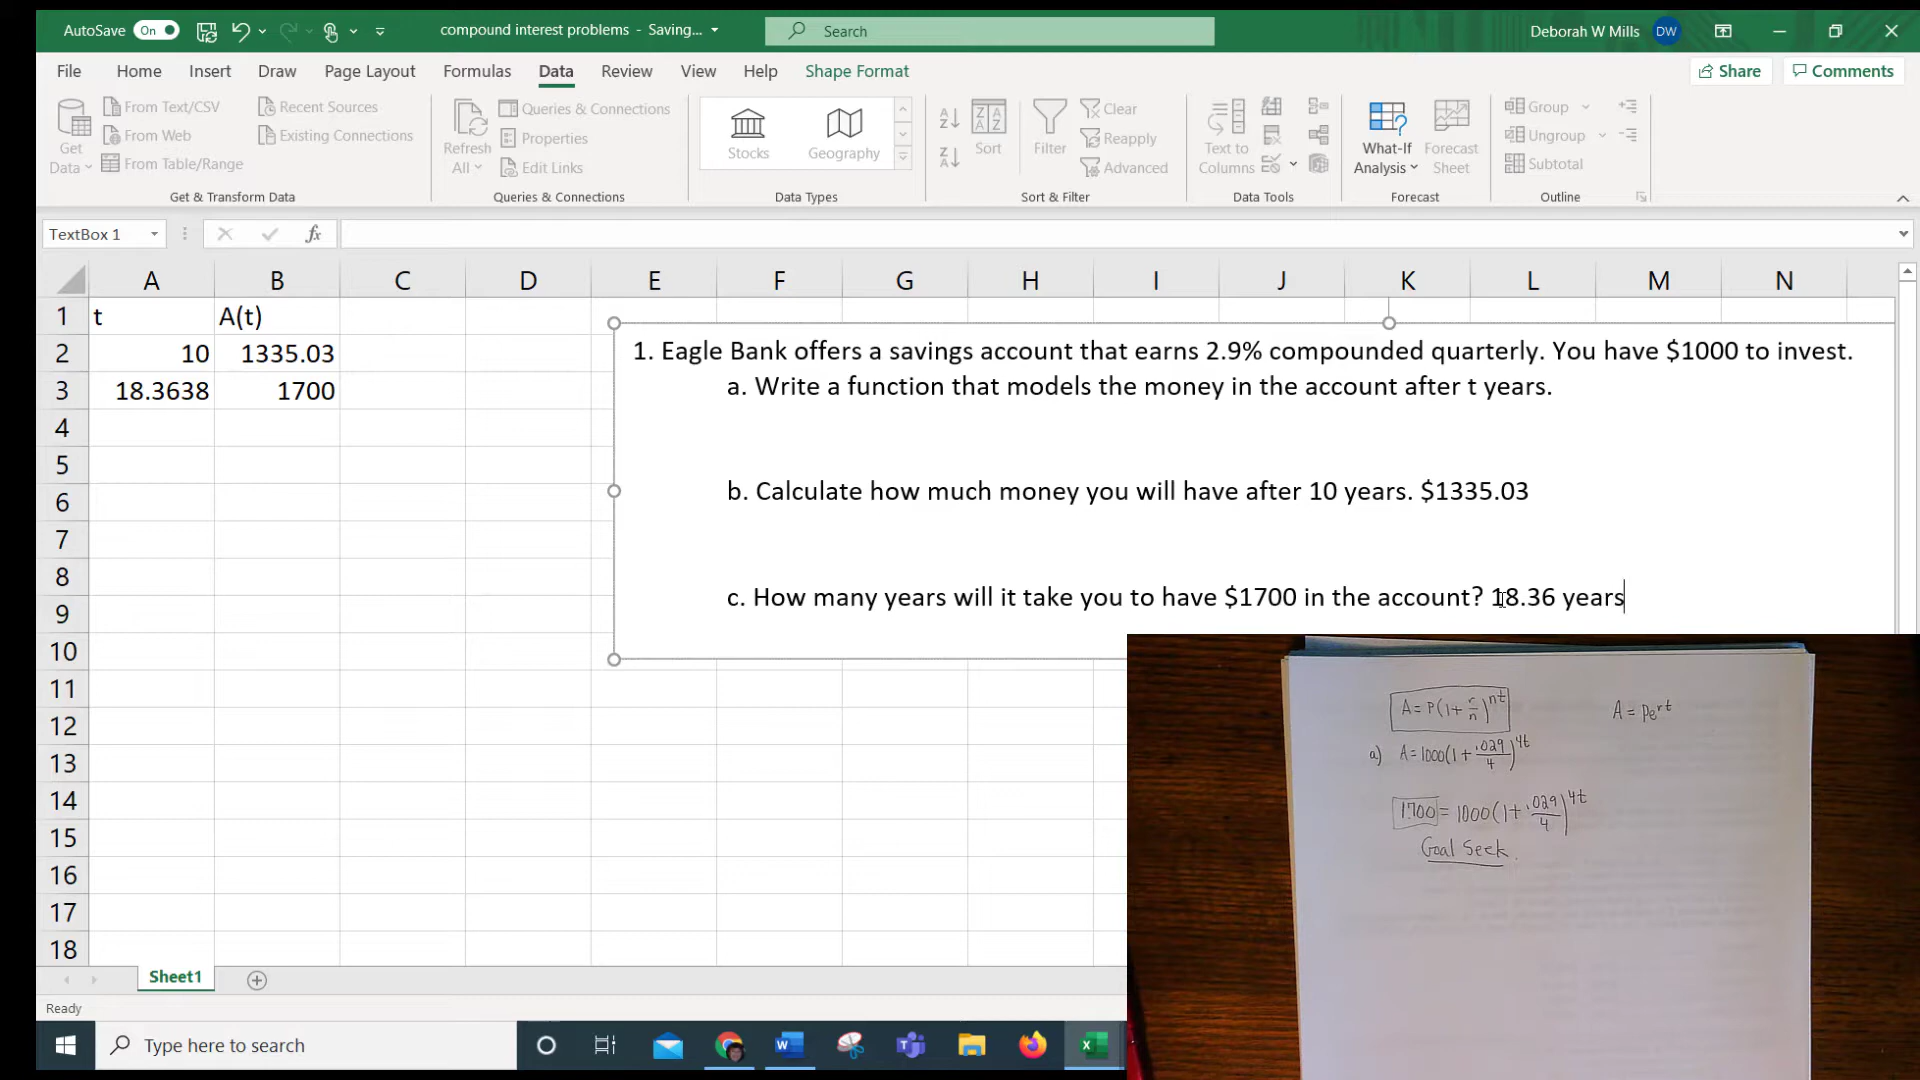 AutoSave On compound interest problems - Saving... Search Deborah W Mills DW
File Home Insert Draw Page Layout Formulas Data Review View Help Shape Format Share Comments
Get Data
From Text/CSV
From Web
From Table/Range
Recent Sources
Existing Connections
Get & Transform Data
Refresh All
Queries & Connections
Properties
Edit Links
Queries & Connections
Stocks Geography
Data Types
Sort
Filter
Clear
Reapply
Advanced
Sort & Filter
Text to Columns
Data Tools
What-If Analysis
Forecast Sheet
Forecast
Group
Ungroup
Subtotal
Outline
TextBox 1 fx
A B C D E F G H I J K L M N
1 t A(t)
2 10 1335.03
3 18.3638 1700
4
5
6
7
8
9
10
11
12
13
14
15
16
17
18
1. Eagle Bank offers a savings account that earns 2.9% compounded quarterly. You have $1000 to invest.
a. Write a function that models the money in the account after t years.
b. Calculate how much money you will have after 10 years. $1335.03
c. How many years will it take you to have $1700 in the account? 18.36 years
A = P(1 + r/n)^nt A = Pe^rt
a) A = 1000(1 + .029/4)^4t
1700 = 1000(1 + .029/4)^4t
Goal Seek.
Sheet1
Ready
Type here to search